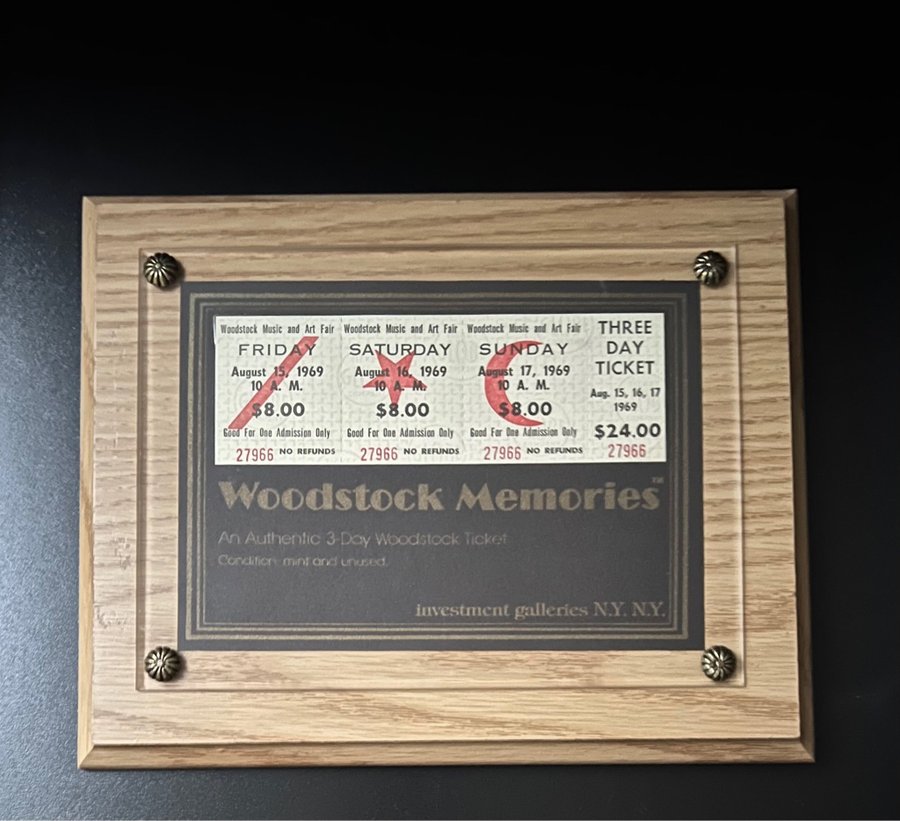 Woodstock Music and Art Fair
FRIDAY
August 15, 1969
10 A. M.
$8.00
Good For One Admission Only
27966 NO REFUNDS
Woodstock Music and Art Fair
SATURDAY
August 16, 1969
10 A. M.
$8.00
Good For One Admission Only
27966 NO REFUNDS
Woodstock Music and Art Fair
SUNDAY
August 17, 1969
10 A. M.
$8.00
Good For One Admission Only
27966 NO REFUNDS
THREE
DAY
TICKET
Aug. 15, 16, 17
1969
$24.00
27966
Woodstock Memories™
An Authentic 3-Day Woodstock Ticket
Condition: mint and unused.
investment galleries N.Y. N.Y.